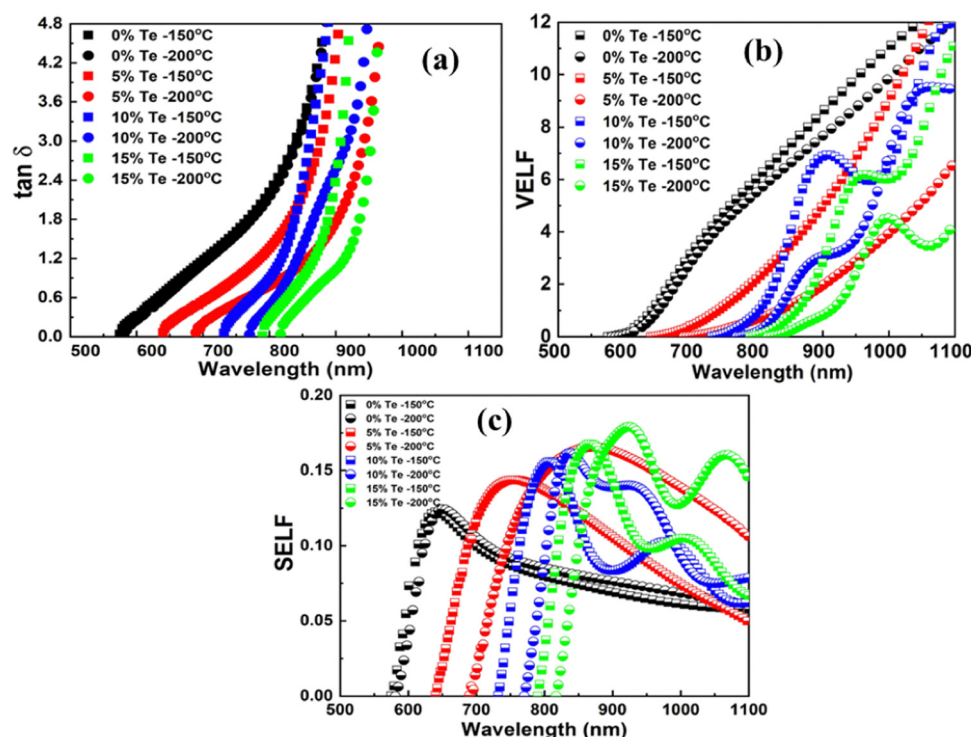 4.8
4.2
3.6
3.0
2.4
1.8
1.2
0.6
0.0
tan δ
0% Te -150°C
0% Te -200°C
5% Te -150°C
5% Te -200°C
10% Te -150°C
10% Te -200°C
15% Te -150°C
15% Te -200°C
(a)
500 600 700 800 900 1000 1100
Wavelength (nm)
12
10
8
6
4
2
0
VELF
0% Te -150°C
0% Te -200°C
5% Te -150°C
5% Te -200°C
10% Te -150°C
10% Te -200°C
15% Te -150°C
15% Te -200°C
(b)
500 600 700 800 900 1000 1100
Wavelength (nm)
0.20
0.15
0.10
0.05
0.00
SELF
0% Te -150°C
0% Te -200°C
5% Te -150°C
5% Te -200°C
10% Te -150°C
10% Te -200°C
15% Te -150°C
15% Te -200°C
(c)
500 600 700 800 900 1000 1100
Wavelength (nm)